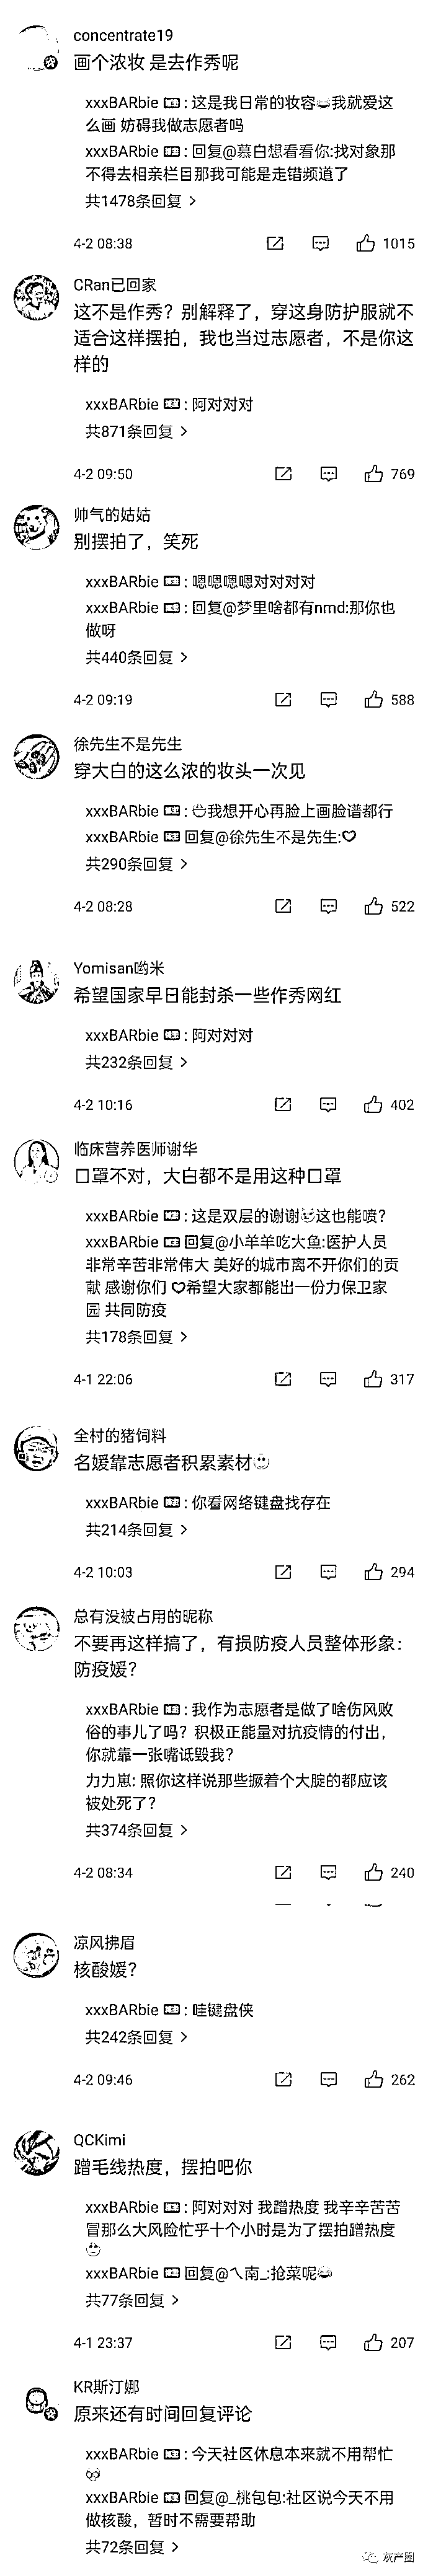 concentrate19
画个浓妆 是去作秀呢
xxxBARbie : 这是我日常的妆容😂我就爱这
么画 妨碍我做志愿者吗
xxxBARbie : 回复@慕白想看看你:找对象那
不得去相亲栏目那我可能是走错频道了
共1478条回复 >
4-2 08:38 1015
CRan已回家
这不是作秀？别解释了，穿这身防护服就不
适合这样摆拍，我也当过志愿者，不是你这
样的
xxxBARbie : 阿对对对
共871条回复 >
4-2 09:50 769
帅气的姑姑
别摆拍了，笑死
xxxBARbie : 嗯嗯嗯嗯对对对对
xxxBARbie : 回复@梦里啥都有nmd:那你也
做呀
共440条回复 >
4-2 09:19 588
徐先生不是先生
穿大白的这么浓的妆头一次见
xxxBARbie : 我想开心再脸上画脸谱都行
xxxBARbie 回复@徐先生不是先生:♡
共290条回复 >
4-2 08:28 522
Yomisan哟米
希望国家早日能封杀一些作秀网红
xxxBARbie : 阿对对对
共232条回复 >
4-2 10:16 402
临床营养医师谢华
口罩不对，大白都不是用这种口罩
xxxBARbie : 这是双层的谢谢这也能喷？
xxxBARbie 回复@小羊羊吃大鱼:医护人员
非常辛苦非常伟大 美好的城市离不开你们的贡
献 感谢你们 ♡希望大家都能出一份力保卫家
园 共同防疫
共178条回复 >
4-1 22:06 317
全村的猪饲料
名媛靠志愿者积累素材
xxxBARbie : 你看网络键盘找存在
共214条回复 >
4-2 10:03 294
总有没被占用的昵称
不要再这样搞了，有损防疫人员整体形象：
防疫媛？
xxxBARbie : 我作为志愿者是做了啥伤风败
俗的事儿了吗？积极正能量对抗疫情的付出，
你就靠一张嘴诋毁我？
力力崽: 照你这样说那些撅着个大腚的都应该
被处死了？
共374条回复 >
4-2 08:34 240
凉风拂眉
核酸媛？
xxxBARbie : 哇键盘侠
共242条回复 >
4-2 09:46 262
QCKimi
蹭毛线热度，摆拍吧你
xxxBARbie : 阿对对对 我蹭热度 我辛辛苦苦
冒那么大风险忙乎十个小时是为了摆拍蹭热度
xxxBARbie 回复@乀南_:抢菜呢😂
共77条回复 >
4-1 23:37 207
KR斯汀娜
原来还有时间回复评论
xxxBARbie : 今天社区休息本来就不用帮忙
xxxBARbie 回复@_桃包包:社区说今天不用
做核酸，暂时不需要帮助
共72条回复 >
灰产圈